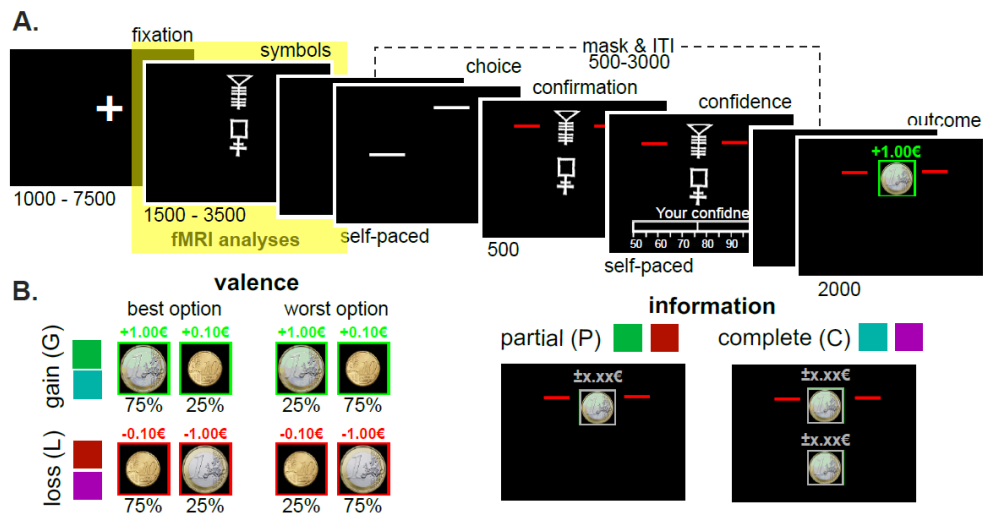 A.
fixation
symbols
mask & ITI
500-3000
choice
confirmation
confidence
outcome
+1.00€
Your confidne
50 60 75 80 90
1000 - 7500
1500 - 3500
fMRI analyses
self-paced
500
self-paced
2000
B.
valence
best option
worst option
gain (G)
+1.00€ +0.10€ +1.00€ +0.10€
75% 25% 25% 75%
loss (L)
-0.10€ -1.00€ -0.10€ -1.00€
75% 25% 25% 75%
information
partial (P)
complete (C)
±x.xx€
±x.xx€
±x.xx€